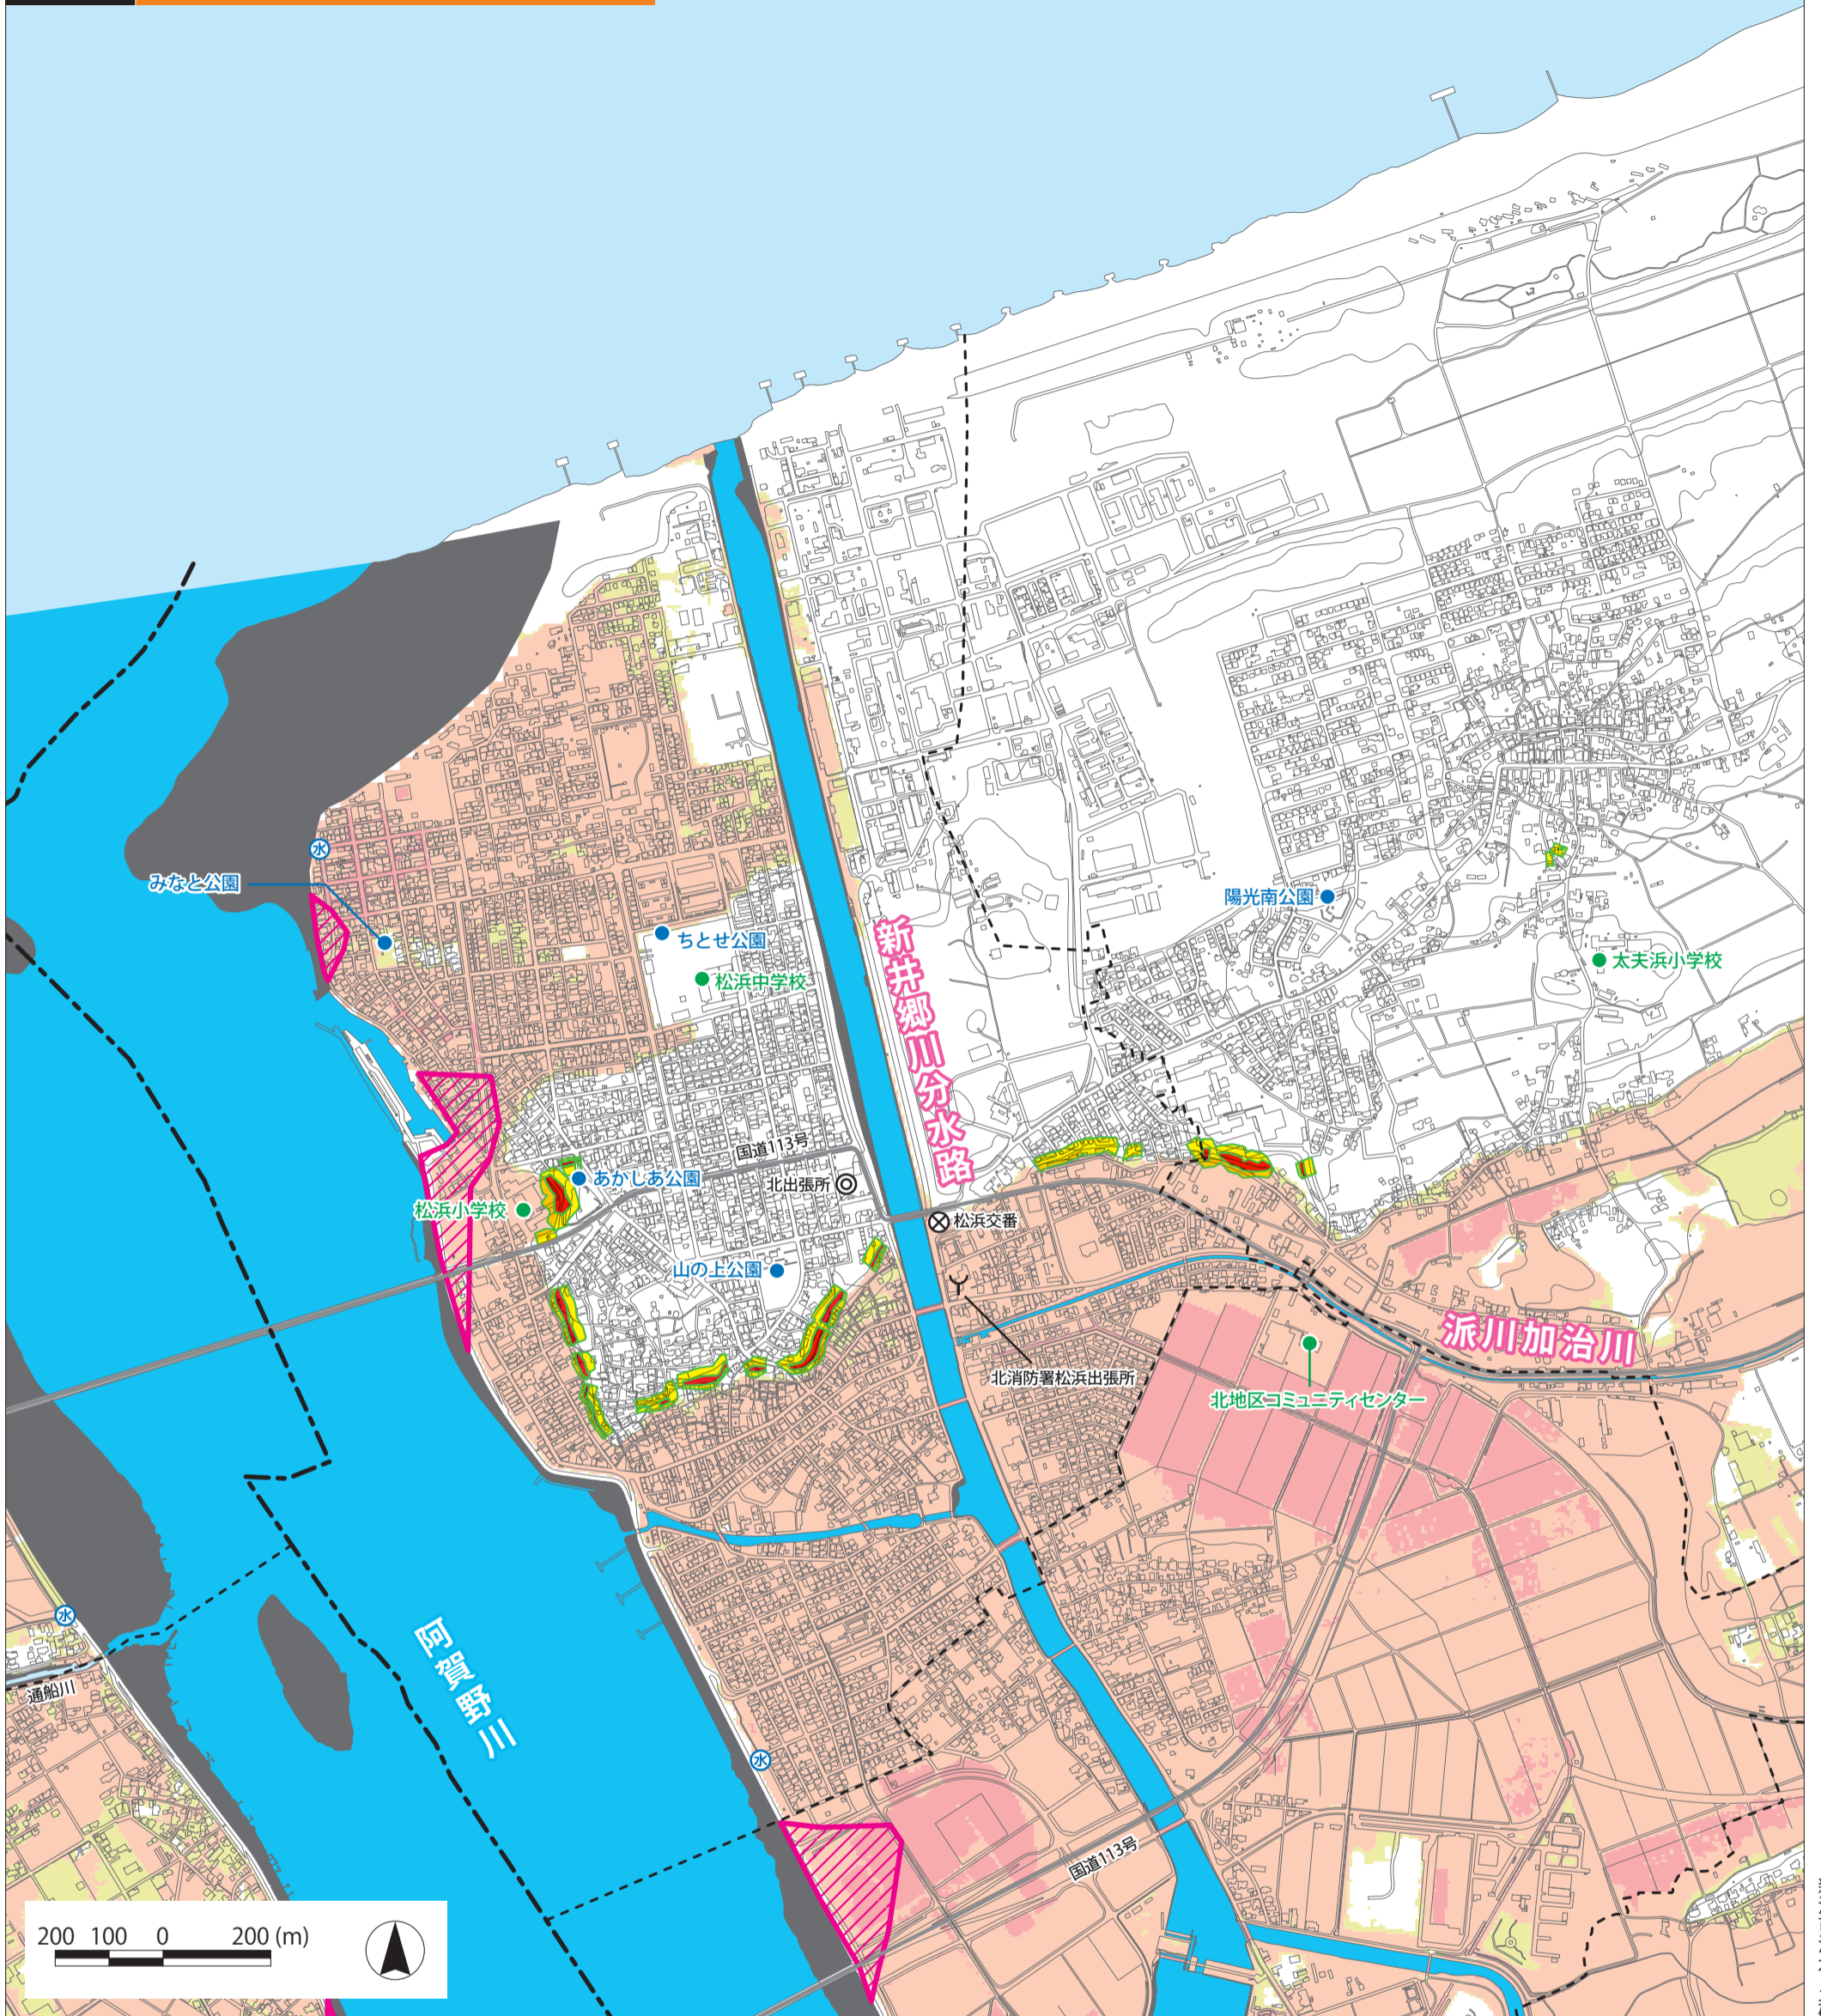 水
みなと公園
ちとせ公園
松浜中学校
新井郷川分水路
陽光南公園
太夫浜小学校
国道113号
あかしあ公園
北出張所
松浜小学校
松浜交番
山の上公園
北消防署松浜出張所
派川加治川
北地区コミュニティセンター
水
通船川
阿賀野川
水
国道113号
200 100 0 200 (m)